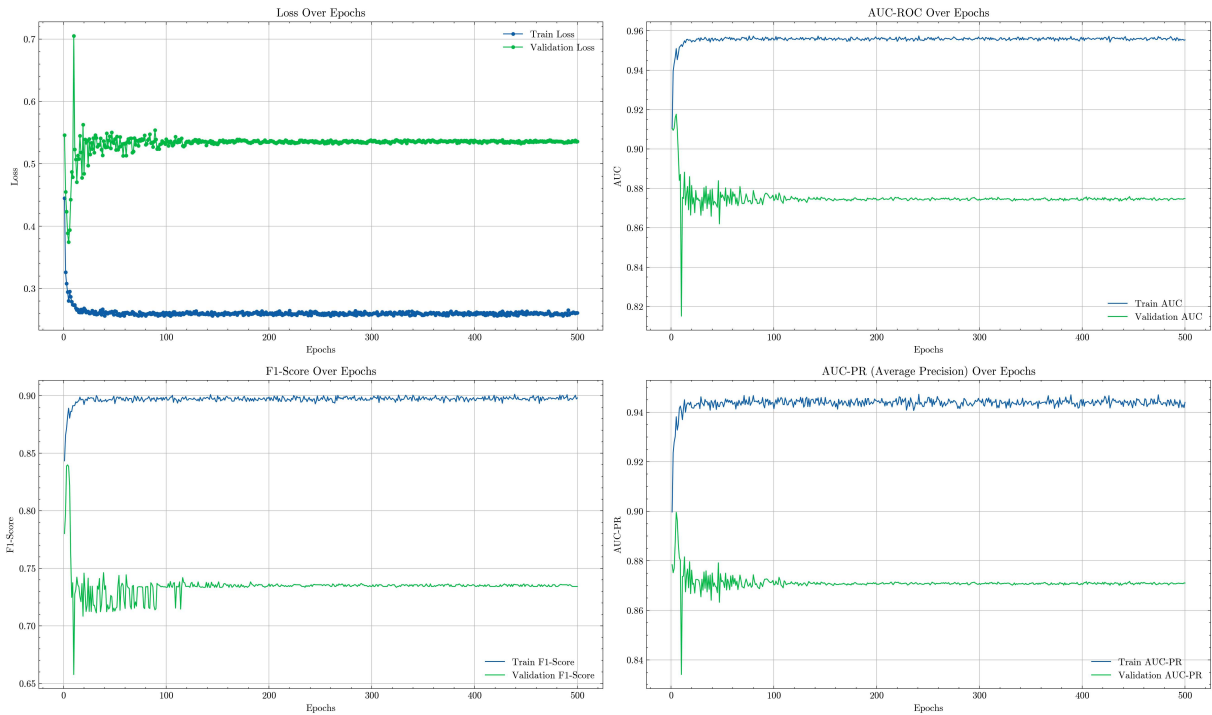 Loss Over Epochs
0.7
0.6
0.5
0.4
0.3
Loss
0
100
200
300
400
500
Epochs
Train Loss
Validation Loss
AUC-ROC Over Epochs
0.96
0.94
0.92
0.90
0.88
0.86
0.84
0.82
AUC
0
100
200
300
400
500
Epochs
Train AUC
Validation AUC
F1-Score Over Epochs
0.90
0.85
0.80
0.75
0.70
0.65
F1-Score
0
100
200
300
400
500
Epochs
Train F1-Score
Validation F1-Score
AUC-PR (Average Precision) Over Epochs
0.94
0.92
0.90
0.88
0.86
0.84
AUC-PR
0
100
200
300
400
500
Epochs
Train AUC-PR
Validation AUC-PR